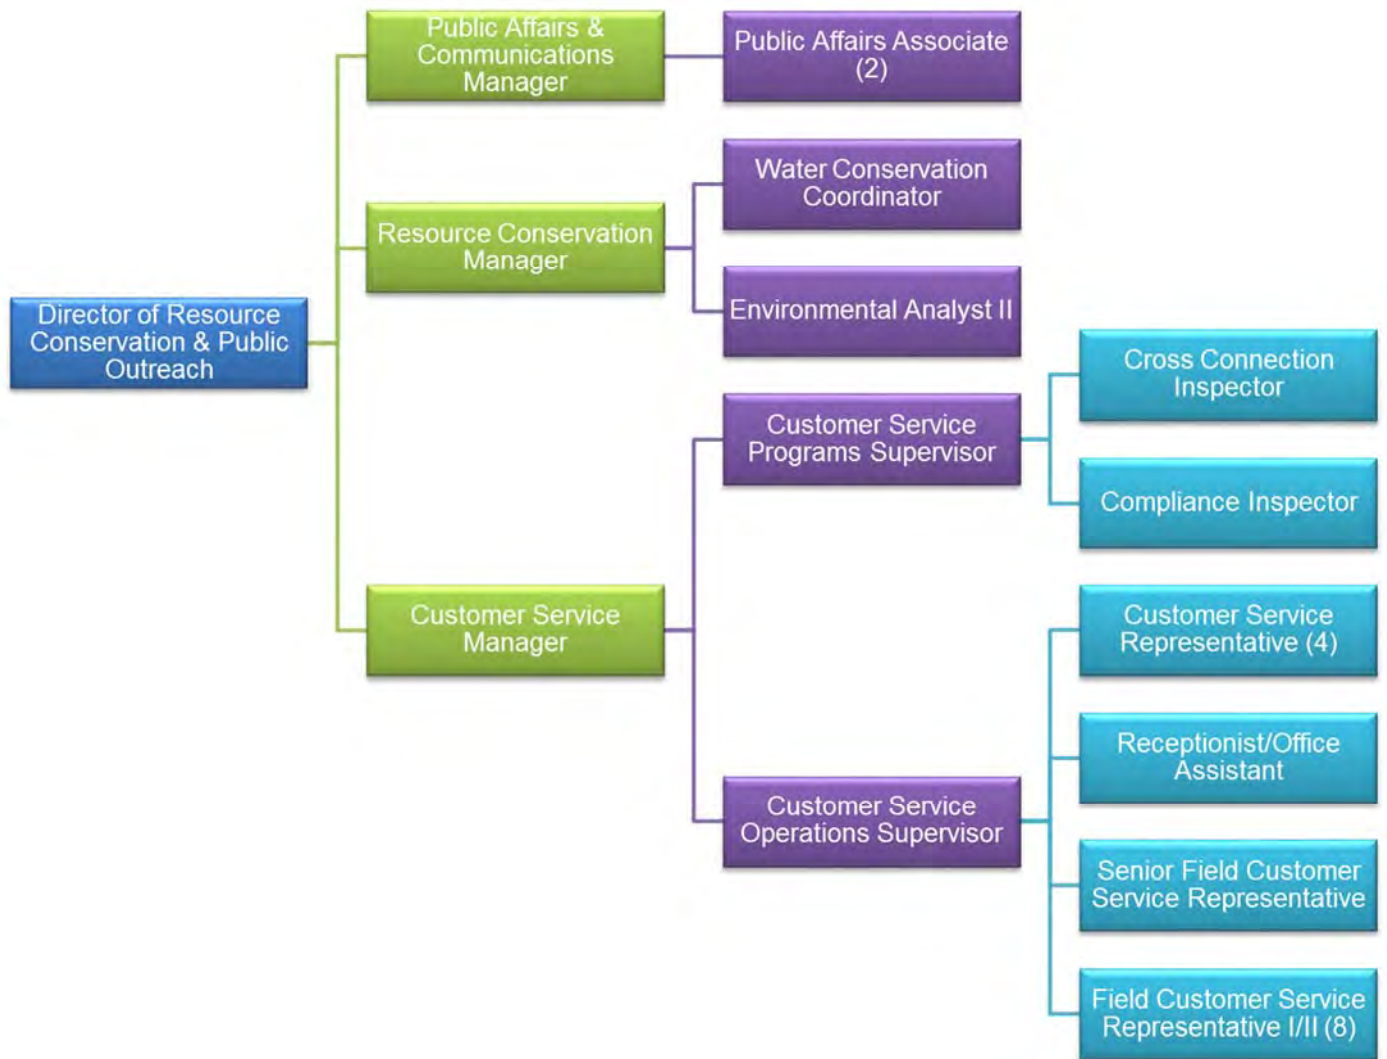 Public Affairs &
Communications
Manager
Public Affairs Associate
(2)
Water Conservation
Coordinator
Resource Conservation
Manager
Environmental Analyst II
Director of Resource
Conservation & Public
Outreach
Cross Connection
Inspector
Customer Service
Programs Supervisor
Compliance Inspector
Customer Service
Manager
Customer Service
Representative (4)
Receptionist/Office
Assistant
Customer Service
Operations Supervisor
Senior Field Customer
Service Representative
Field Customer Service
Representative I/II (8)